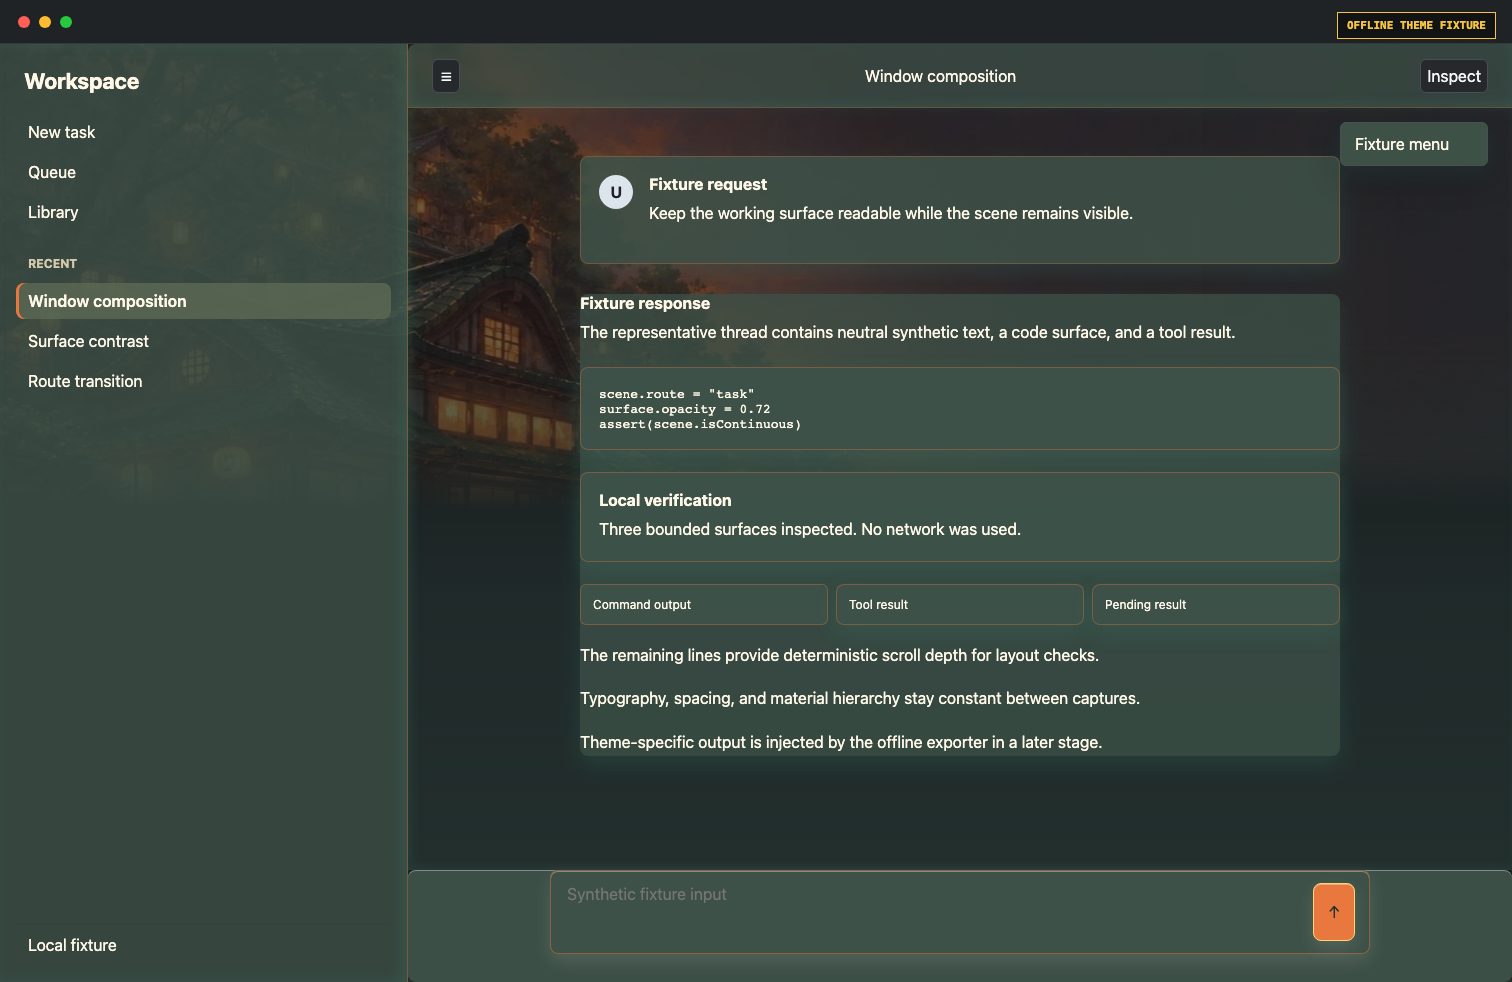 OFFLINE THEME FIXTURE
Workspace
New task
Queue
Library
RECENT
Window composition
Surface contrast
Route transition
Local fixture
Window composition
Inspect
Fixture menu
U
Fixture request
Keep the working surface readable while the scene remains visible.
Fixture response
The representative thread contains neutral synthetic text, a code surface, and a tool result.
scene.route = "task"
surface.opacity = 0.72
assert(scene.isContinuous)
Local verification
Three bounded surfaces inspected. No network was used.
Command output
Tool result
Pending result
The remaining lines provide deterministic scroll depth for layout checks.
Typography, spacing, and material hierarchy stay constant between captures.
Theme-specific output is injected by the offline exporter in a later stage.
Synthetic fixture input